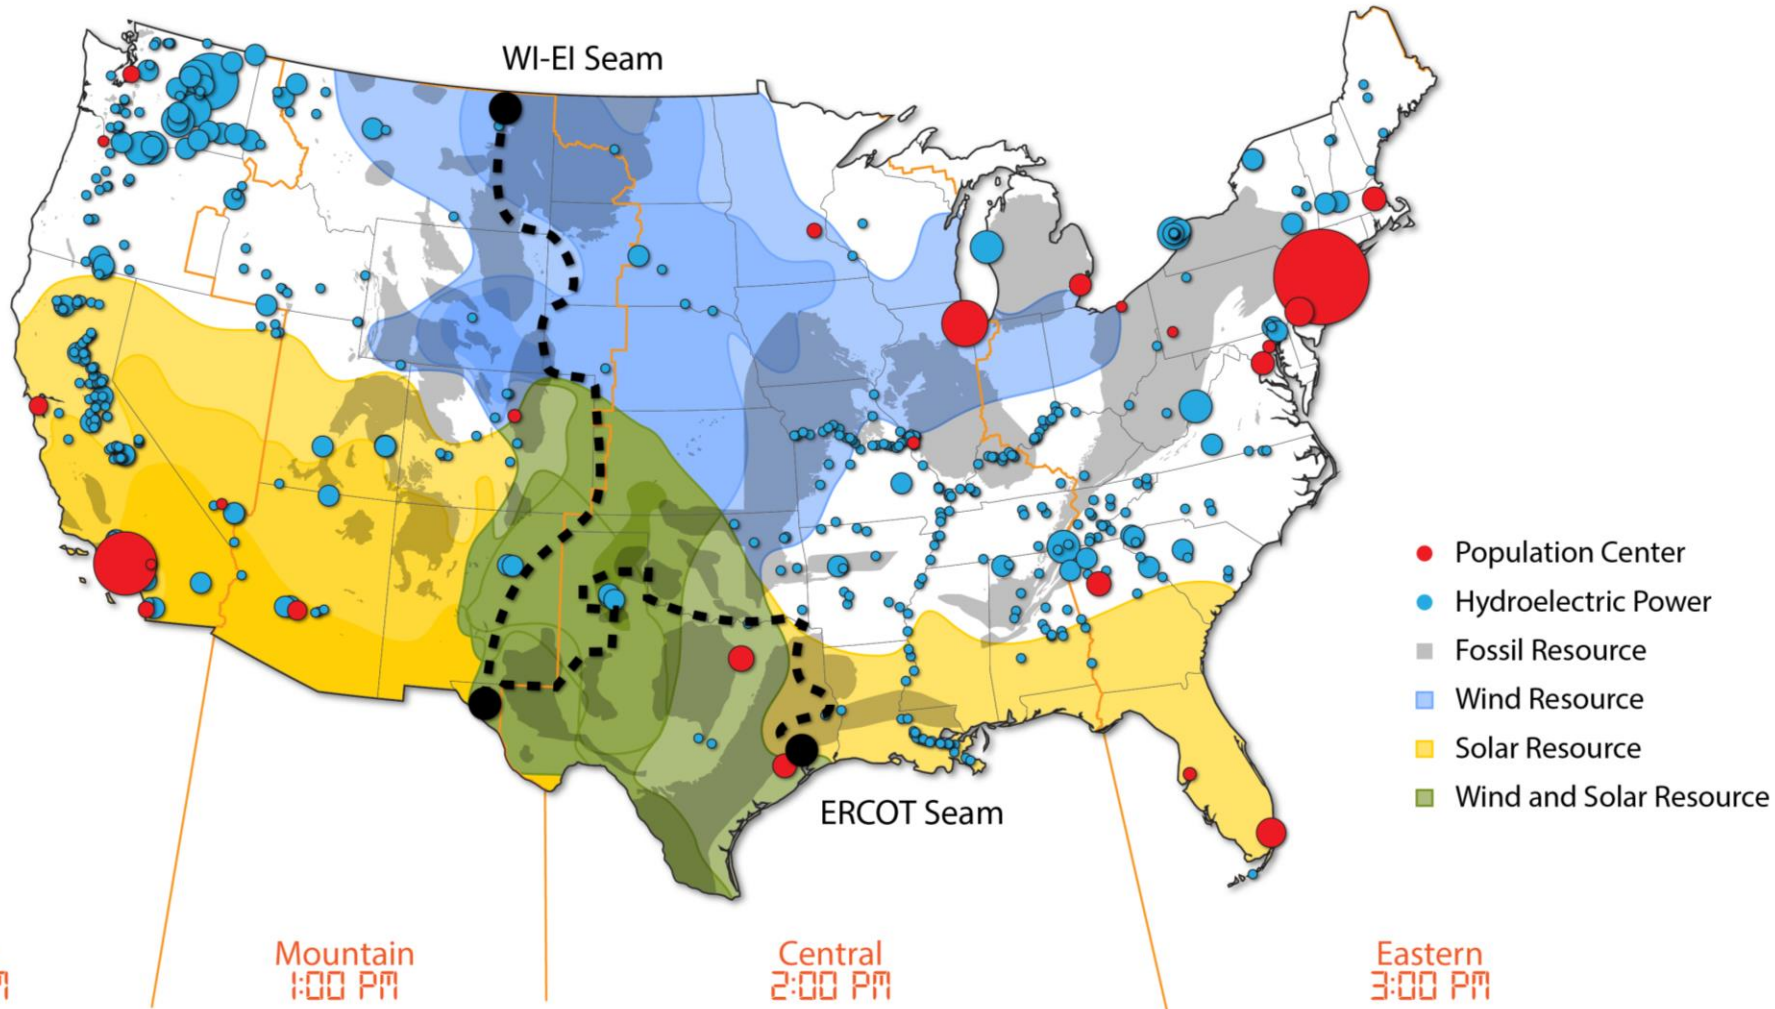 WI-EI Seam
Population Center
Hydroelectric Power
Fossil Resource
Wind Resource
Solar Resource
Wind and Solar Resource
ERCOT Seam
Mountain
1:00 PM
Central
2:00 PM
Eastern
3:00 PM